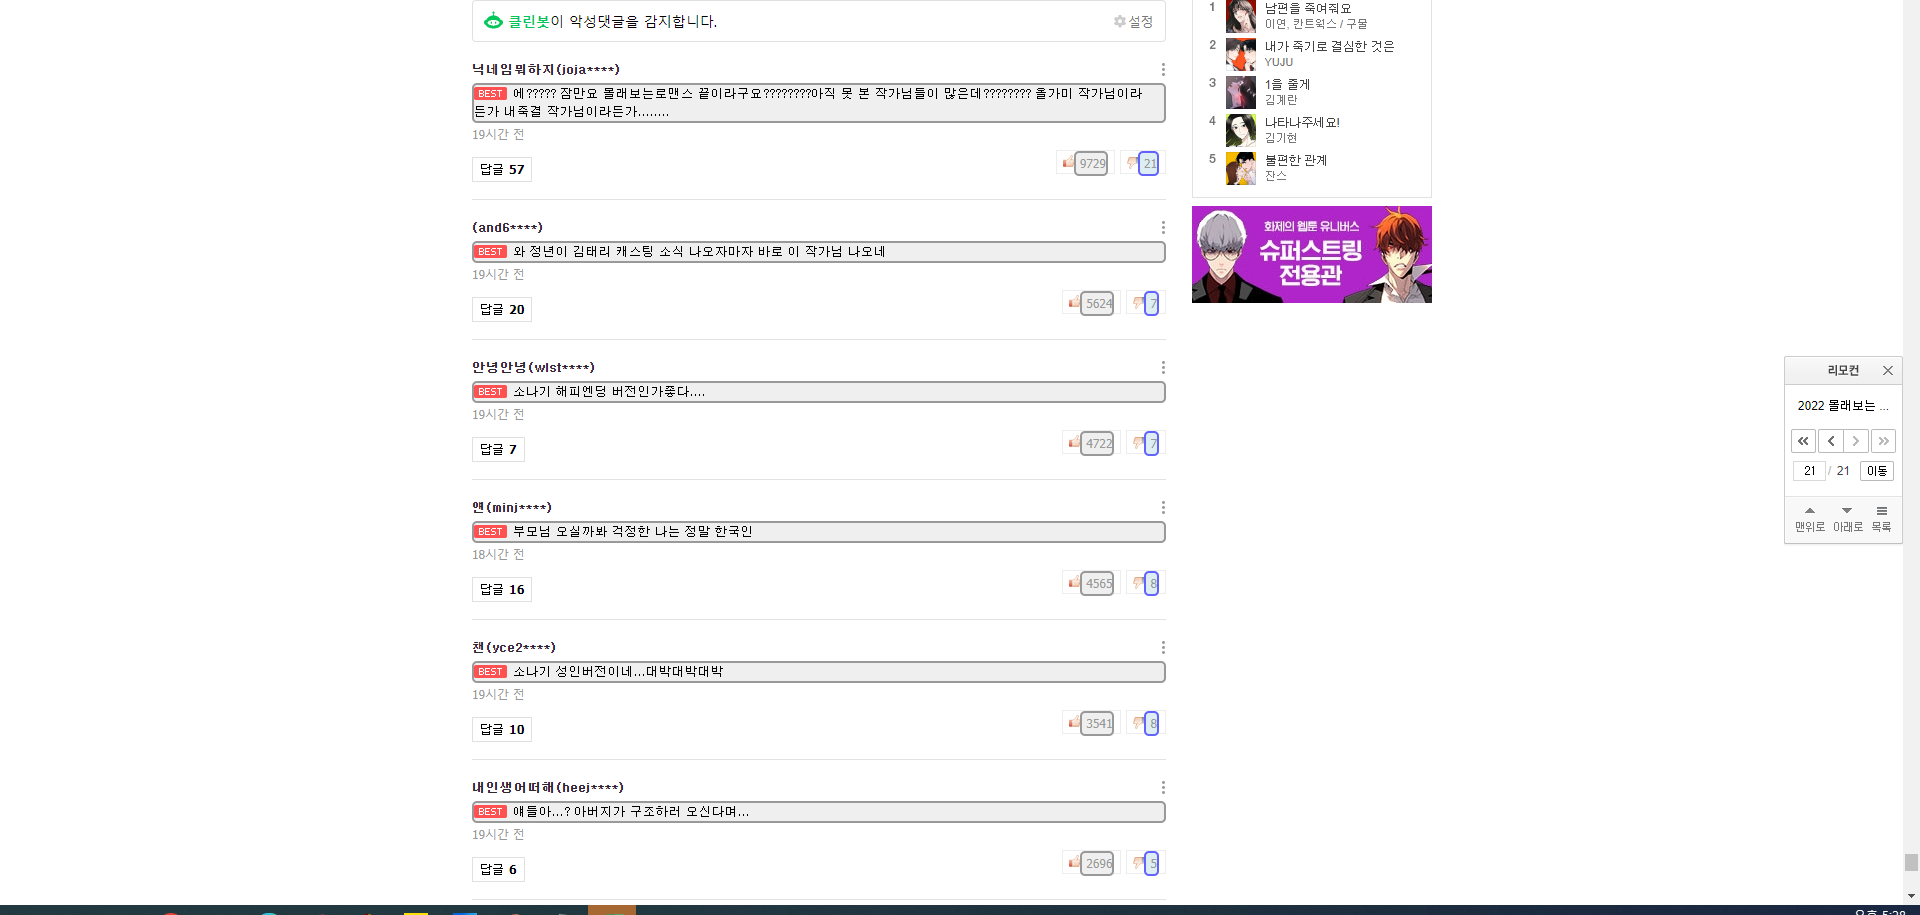 클린봇이 악성댓글을 감지합니다.
설정
닉네임뭐하지(joja****)
BEST 에????? 잠만요 몰래보는로맨스 끝이라구요????????아직 못 본 작가님들이 많은데???????? 올가미 작가님이라
든가 내죽결 작가님이라든가........
19시간 전
답글 57
9729
21
(and6****)
BEST 와 정년이 김태리 캐스팅 소식 나오자마자 바로 이 작가님 나오네
19시간 전
답글 20
5624
7
안녕안녕(wlst****)
BEST 소나기 해피엔딩 버전인가좋다....
19시간 전
답글 7
4722
7
앤(minj****)
BEST 부모님 오실까봐 걱정한 나는 정말 한국인
18시간 전
답글 16
4565
8
첸(yce2****)
BEST 소나기 성인버전이네...대박대박대박
19시간 전
답글 10
3541
8
내인생어떠해(heej****)
BEST 얘들아...? 아버지가 구조하러 오신다며...
19시간 전
답글 6
2696
5
1 남편을 죽여줘요
이연, 칸트웍스 / 구물
2 내가 죽기로 결심한 것은
YUJU
3 1을 줄게
김계란
4 나타나주세요!
김기현
5 불편한 관계
잔스
화제의 웹툰 유니버스
슈퍼스트링
전용관
리모컨
2022 몰래보는 ...
21 / 21 이동
맨위로 아래로 목록